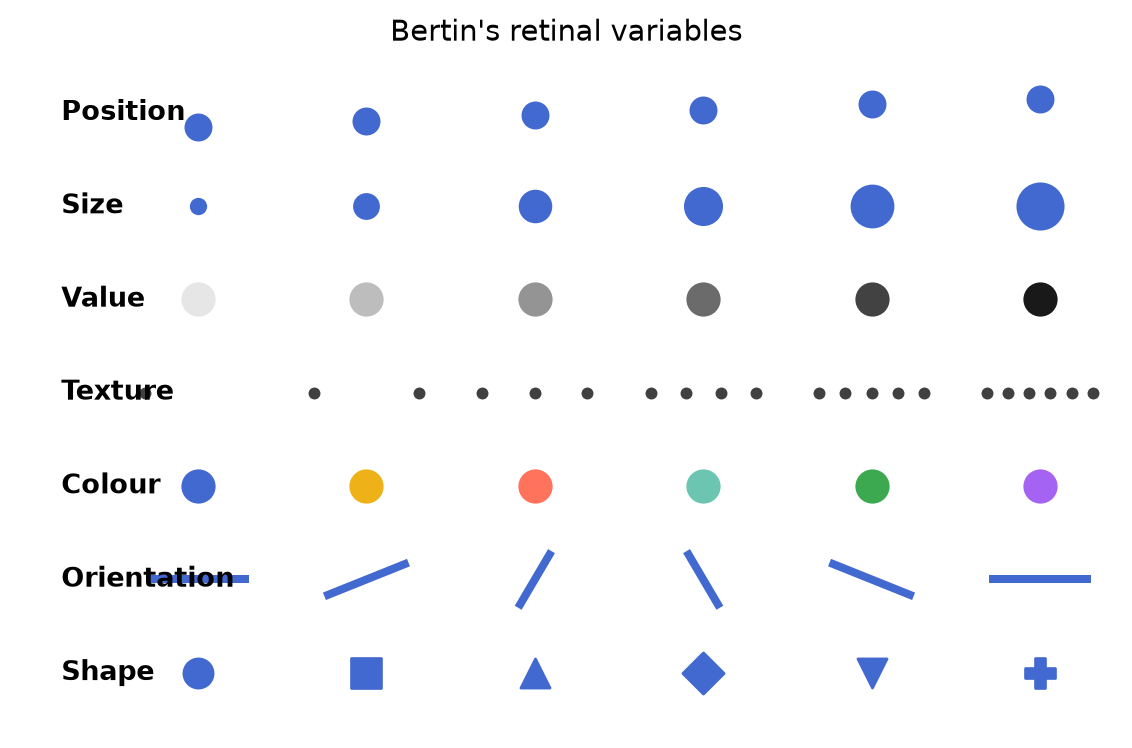 Bertin's retinal variables
Position
Size
Value
Texture
Colour
Orientation
Shape